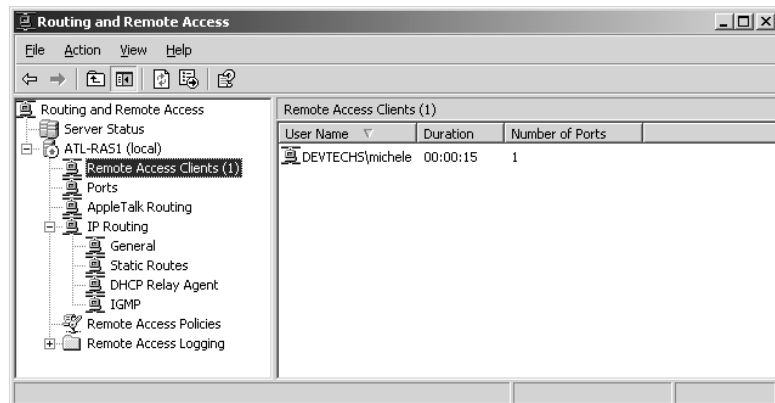 Routing and Remote Access
File Action View Help
Routing and Remote Access
Server Status
ATL-RAS1 (local)
Remote Access Clients (1)
Ports
AppleTalk Routing
IP Routing
General
Static Routes
DHCP Relay Agent
IGMP
Remote Access Policies
Remote Access Logging
Remote Access Clients (1)
User Name Duration Number of Ports
DEVTECHS\michele 00:00:15 1